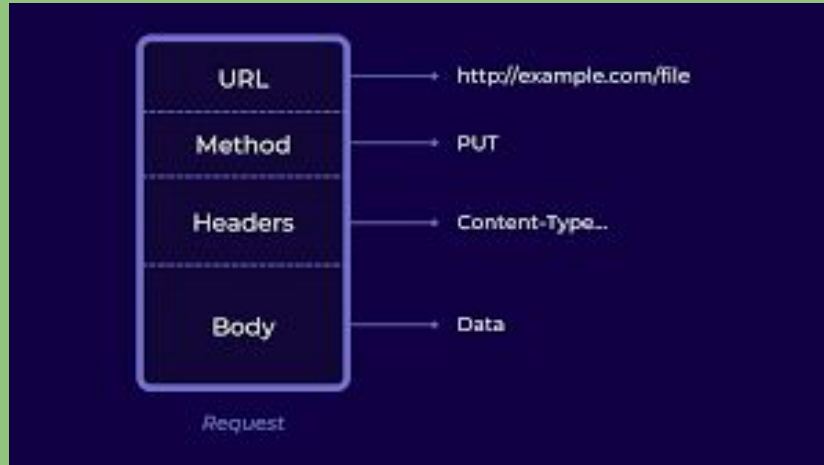 URL http://example.com/file
Method PUT
Headers Content-Type...
Body Data
Request